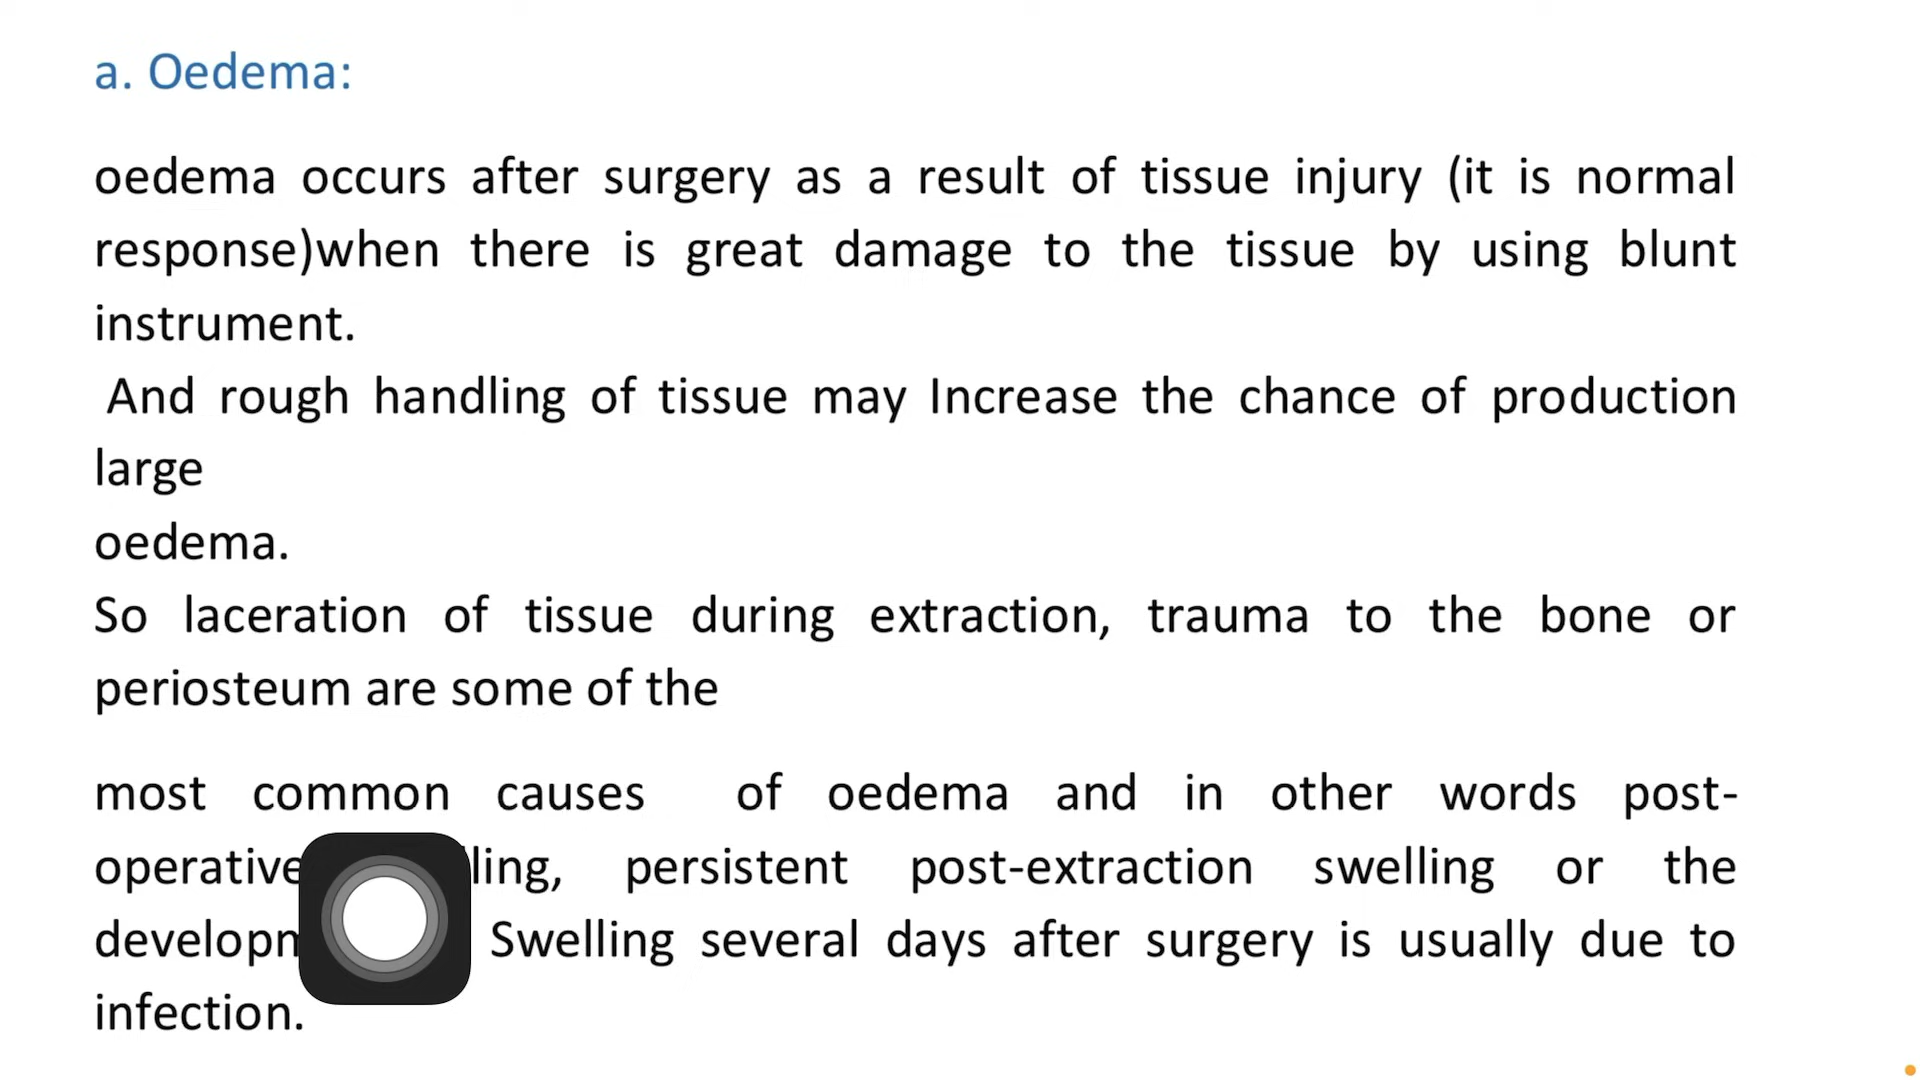 a. Oedema:
oedema occurs after surgery as a result of tissue injury (it is normal
response)when there is great damage to the tissue by using blunt
instrument.
And rough handling of tissue may Increase the chance of production
large
oedema.
So laceration of tissue during extraction, trauma to the bone or
periosteum are some of the
most common causes of oedema and in other words post-
operative persistent post-extraction swelling or the
Swelling several days after surgery is usually due to
infection.